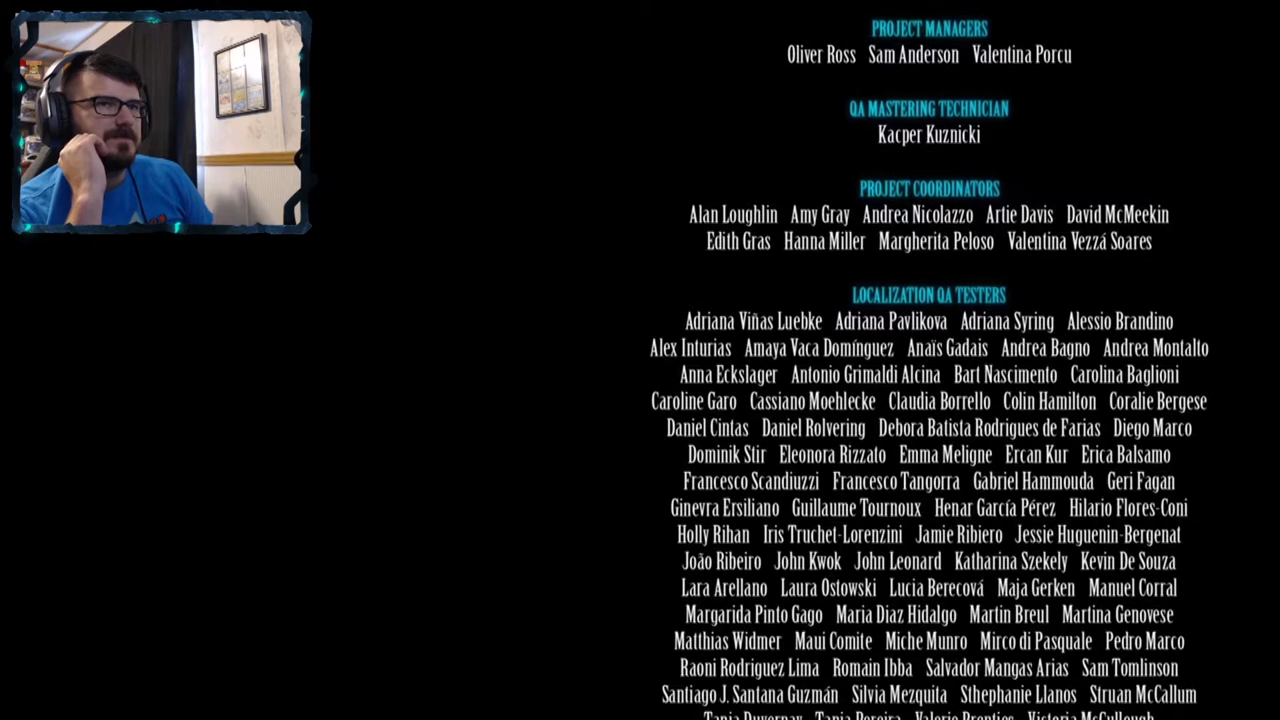 PROJECT MANAGERS
Oliver Ross Sam Anderson Valentina Porcu
QA MASTERING TECHNICIAN
Kacper Kuznicki
PROJECT COORDINATORS
Alan Loughlin Amy Gray Andrea Nicolazzo Artie Davis David McMeekin
Edith Gras Hanna Miller Margherita Peloso Valentina Vezzá Soares
LOCALIZATION QA TESTERS
Adriana Viñas Luebke Adriana Pavlikova Adriana Syring Alessio Brandino
Alex Inturias Amaya Vaca Domínguez Anaïs Gadais Andrea Bagno Andrea Montalto
Anna Eckslager Antonio Grimaldi Alcina Bart Nascimento Carolina Baglioni
Caroline Garo Cassiano Moehlecke Claudia Borrello Colin Hamilton Coralie Bergese
Daniel Cintas Daniel Rolvering Debora Batista Rodrigues de Farias Diego Marco
Dominik Stir Eleonora Rizzato Emma Meligne Ercan Kur Erica Balsamo
Francesco Scandiuzzi Francesco Tangorra Gabriel Hammouda Geri Fagan
Ginevra Ersiliano Guillaume Tournoux Henar García Pérez Hilario Flores-Coni
Holly Rihan Iris Truchet-Lorenzini Jamie Ribiero Jessie Huguenin-Bergenat
João Ribeiro John Kwok John Leonard Katharina Szekely Kevin De Souza
Lara Arellano Laura Ostowski Lucia Berecová Maja Gerken Manuel Corral
Margarida Pinto Gago Maria Diaz Hidalgo Martin Breul Martina Genovese
Matthias Widmer Maui Comite Miche Munro Mirco di Pasquale Pedro Marco
Raoni Rodriguez Lima Romain Ibba Salvador Mangas Arias Sam Tomlinson
Santiago J. Santana Guzmán Silvia Mezquita Sthephanie Llanos Struan McCallum
Tania Duvernay Tania Pereira Valerie Prentics Victoria McCullough